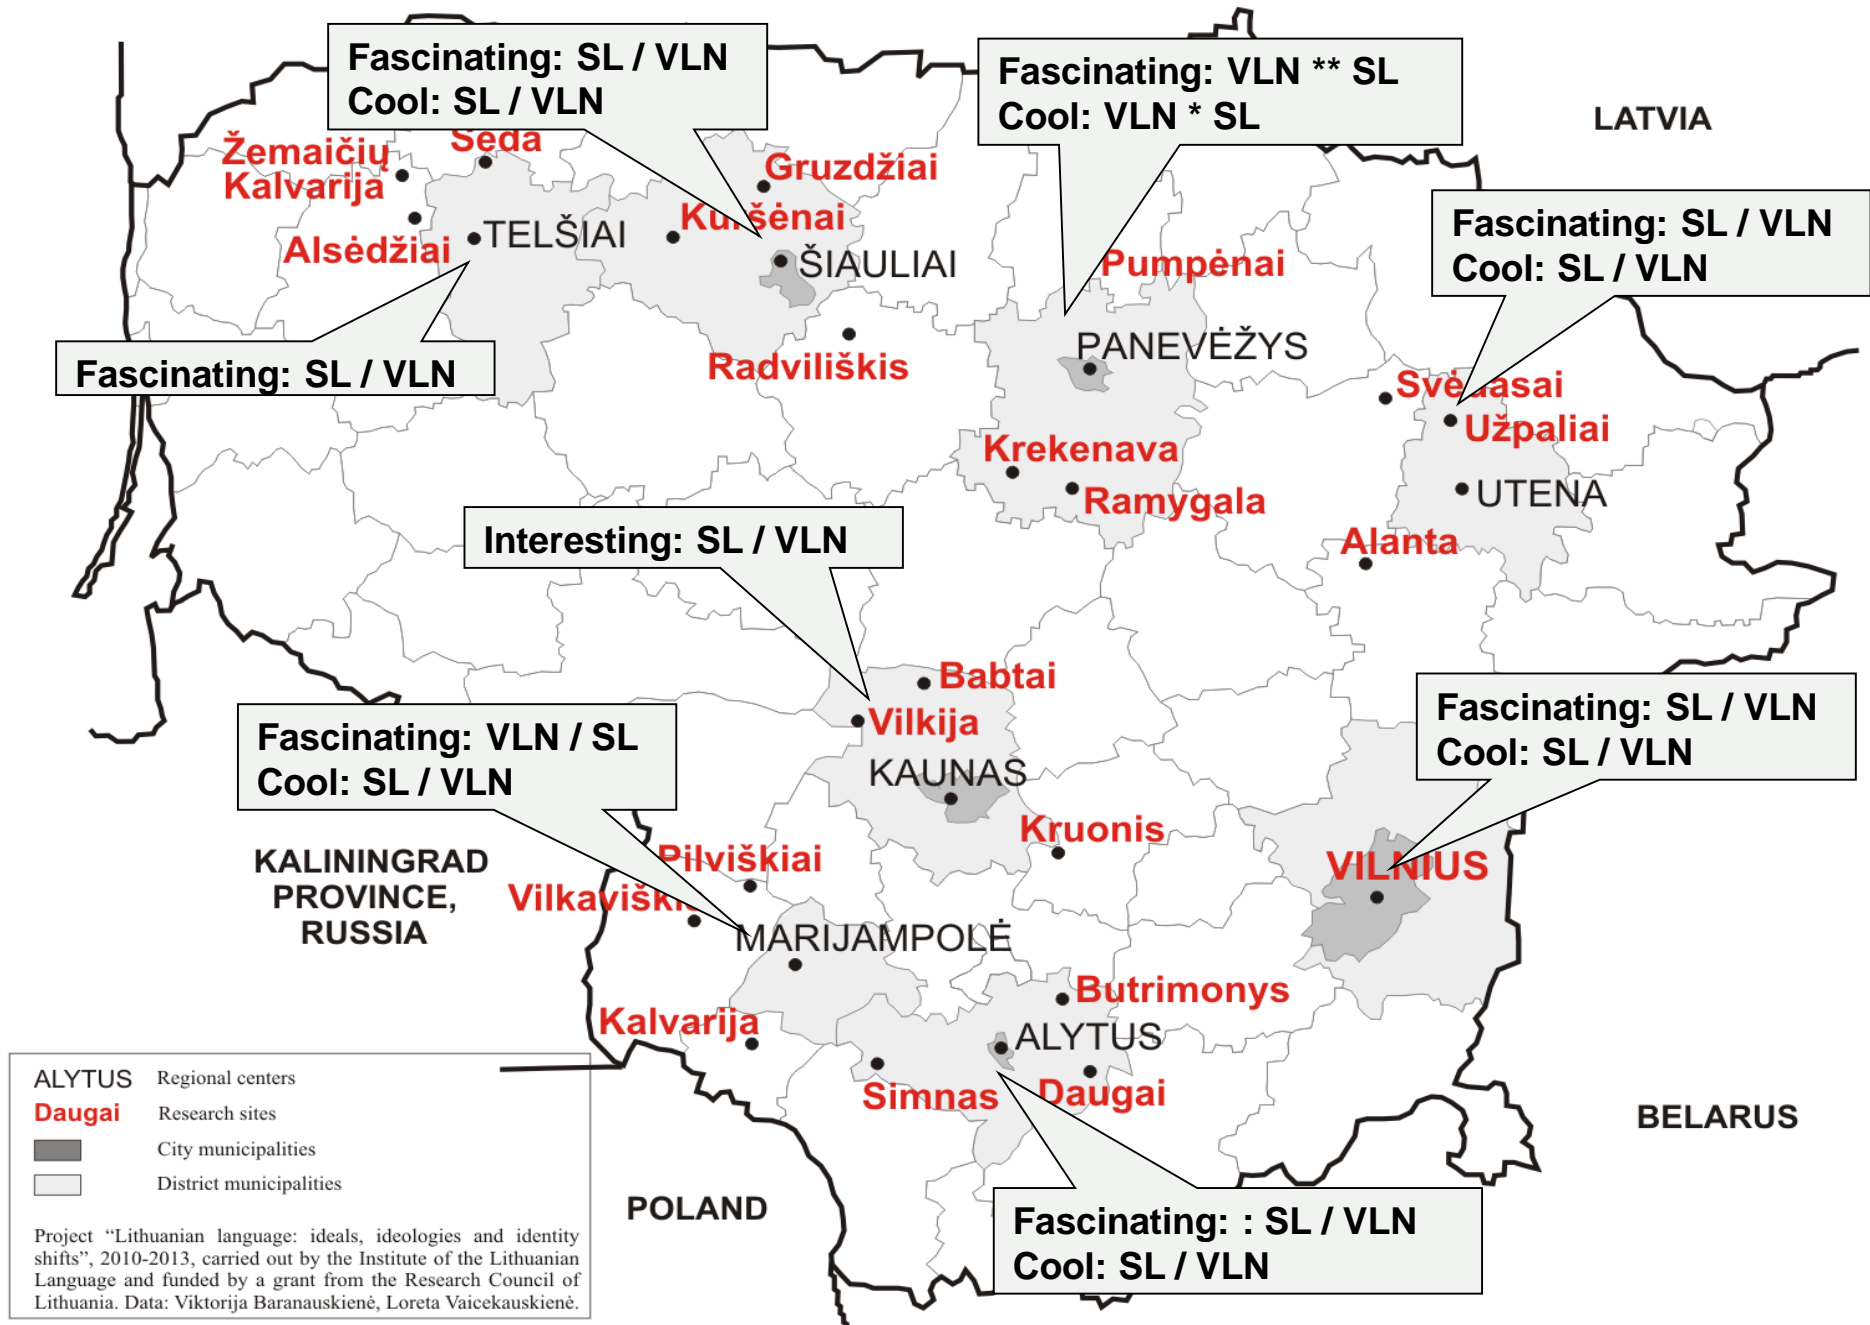 Fascinating: SL / VLN
Cool: SL / VLN
Fascinating: VLN ** SL
Cool: VLN * SL
LATVIA
Seda
Žemaičių
Kalvarija
Gruzdžiai
Kuršėnai
Alsėdžiai
TELŠIAI
ŠIAULIAI
Pumpėnai
Fascinating: SL / VLN
Cool: SL / VLN
Fascinating: SL / VLN
Radviliškis
PANEVĖŽYS
Svėdasai
Užpaliai
Krekenava
Ramygala
UTENA
Interesting: SL / VLN
Alanta
Babtai
Vilkija
KAUNAS
Fascinating: VLN / SL
Cool: SL / VLN
Fascinating: SL / VLN
Cool: SL / VLN
Kruonis
Pilviškiai
VILNIUS
KALININGRAD
PROVINCE,
RUSSIA
Vilkaviškis
MARIJAMPOLĖ
Butrimonys
Kalvarija
ALYTUS
Simnas
Daugai
BELARUS
POLAND
Fascinating: : SL / VLN
Cool: SL / VLN
ALYTUS Regional centers
Daugai Research sites
City municipalities
District municipalities
Project “Lithuanian language: ideals, ideologies and identity
shifts”, 2010-2013, carried out by the Institute of the Lithuanian
Language and funded by a grant from the Research Council of
Lithuania. Data: Viktorija Baranauskienė, Loreta Vaicekauskienė.